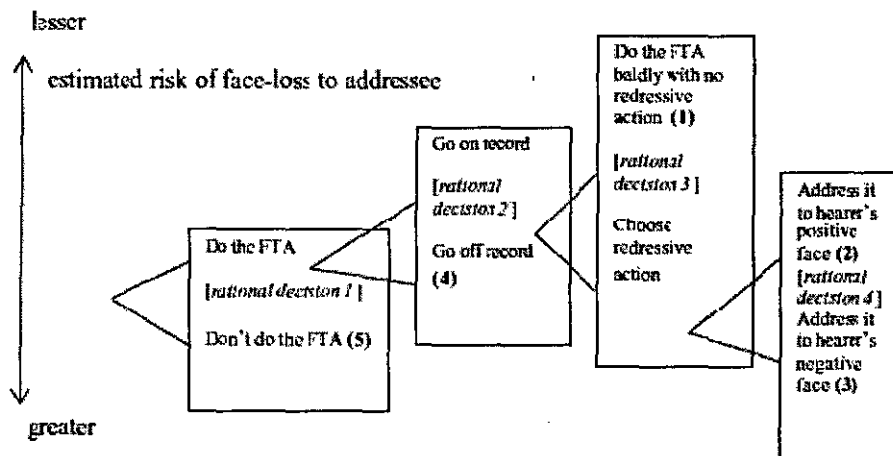 lesser
estimated risk of face-loss to addressee
Do the FTA
baldly with no
redressive
action (1)
[rational
decision 3]
Choose
redressive
action
Go on record
[rational
decision 2]
Go off record
(4)
Address it
to hearer's
positive
face (2)
[rational
decision 4]
Address it
to hearer's
negative
face (3)
Do the FTA
[rational decision 1]
Don't do the FTA (5)
greater